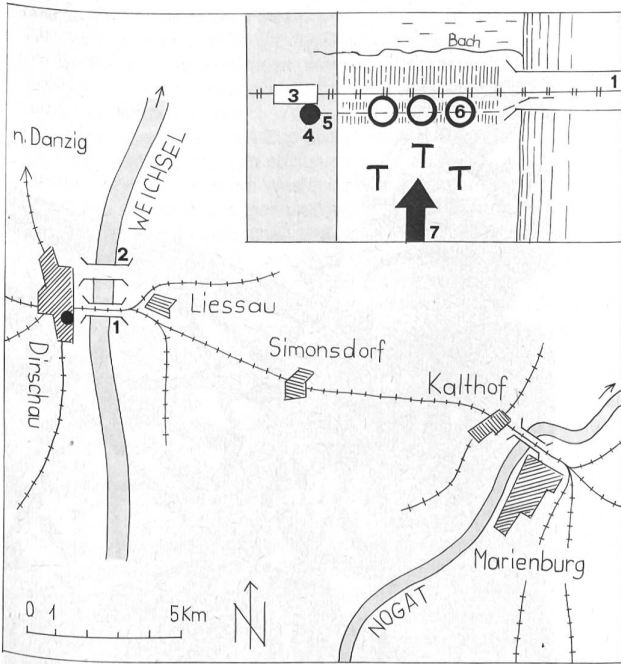 Bach
1
3
5
4
6
T
T
T
7
n. Danzig
WEICHSEL
2
1
Liessau
Simonsdorf
Kalthof
Dirschau
Marienburg
NOGAT
0 1 5Km
N